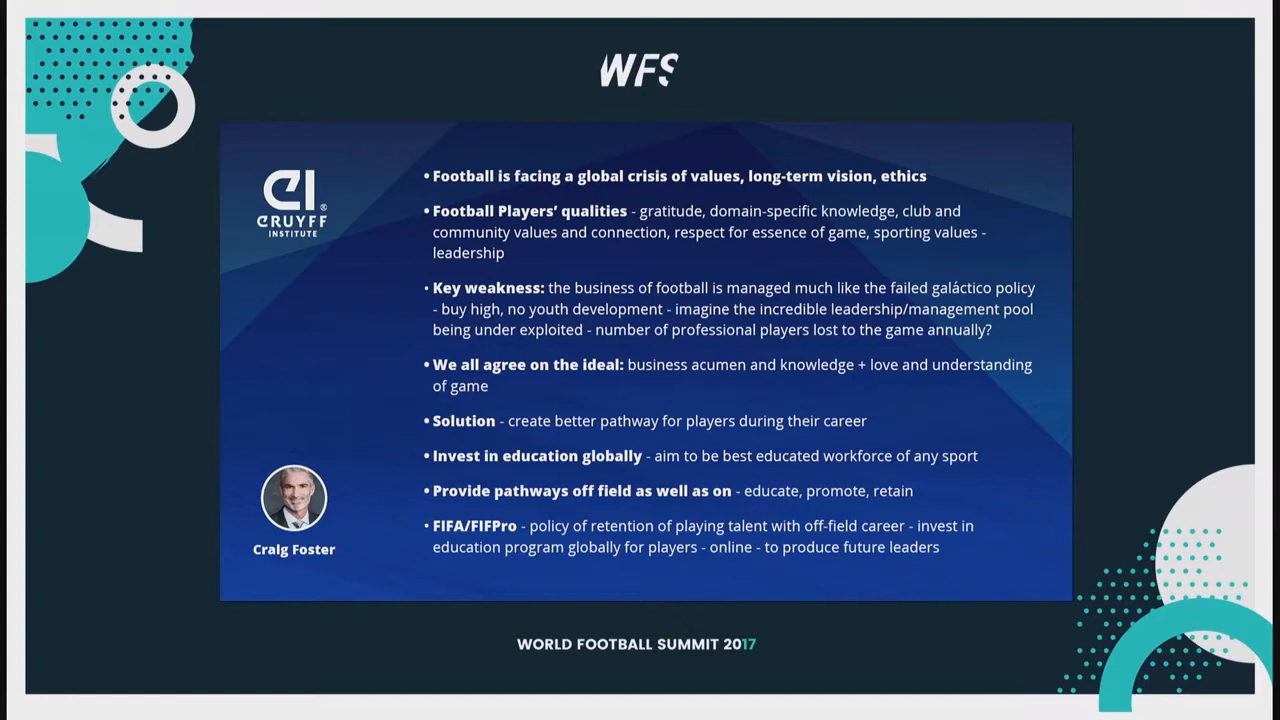 WFS
CRUYFF
INSTITUTE
®
• Football is facing a global crisis of values, long-term vision, ethics
• Football Players’ qualities - gratitude, domain-specific knowledge, club and
community values and connection, respect for essence of game, sporting values -
leadership
• Key weakness: the business of football is managed much like the failed galáctico policy
- buy high, no youth development - imagine the incredible leadership/management pool
being under exploited - number of professional players lost to the game annually?
• We all agree on the ideal: business acumen and knowledge + love and understanding
of game
• Solution - create better pathway for players during their career
• Invest in education globally - aim to be best educated workforce of any sport
• Provide pathways off field as well as on - educate, promote, retain
• FIFA/FIFPro - policy of retention of playing talent with off-field career - invest in
education program globally for players - online - to produce future leaders
Craig Foster
WORLD FOOTBALL SUMMIT 2017